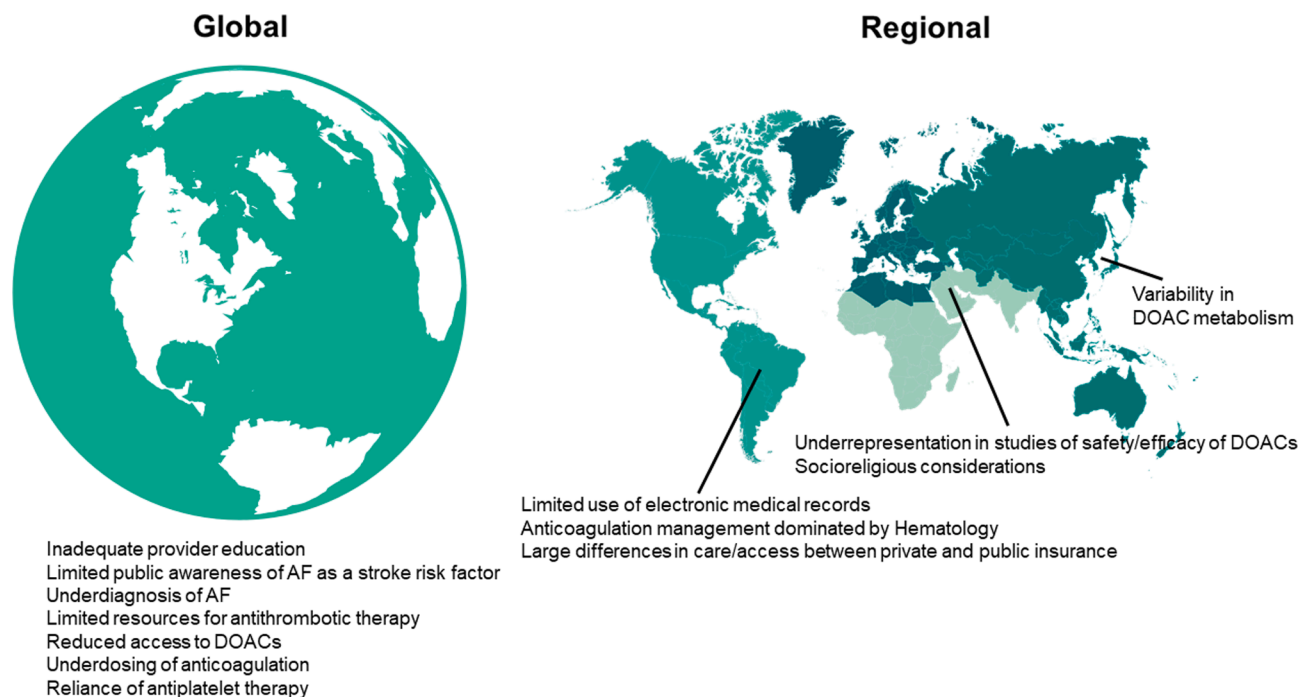 Global
Inadequate provider education
Limited public awareness of AF as a stroke risk factor
Underdiagnosis of AF
Limited resources for antithrombotic therapy
Reduced access to DOACs
Underdosing of anticoagulation
Reliance of antiplatelet therapy
Regional
Variability in
DOAC metabolism
Underrepresentation in studies of safety/efficacy of DOACs
Socioreligious considerations
Limited use of electronic medical records
Anticoagulation management dominated by Hematology
Large differences in care/access between private and public insurance